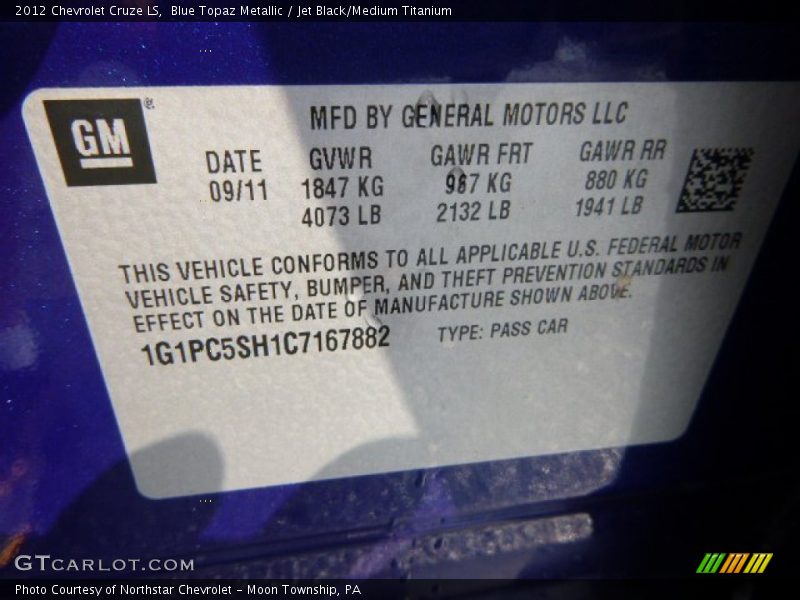 2012 Chevrolet Cruze LS, Blue Topaz Metallic / Jet Black/Medium Titanium
GM®
MFD BY GENERAL MOTORS LLC
DATE GVWR GAWR FRT GAWR RR
09/11 1847 KG 967 KG 880 KG
4073 LB 2132 LB 1941 LB
THIS VEHICLE CONFORMS TO ALL APPLICABLE U.S. FEDERAL MOTOR
VEHICLE SAFETY, BUMPER, AND THEFT PREVENTION STANDARDS IN
EFFECT ON THE DATE OF MANUFACTURE SHOWN ABOVE.
1G1PC5SH1C7167882 TYPE: PASS CAR
GTCARLOT.COM
Photo Courtesy of Northstar Chevrolet - Moon Township, PA